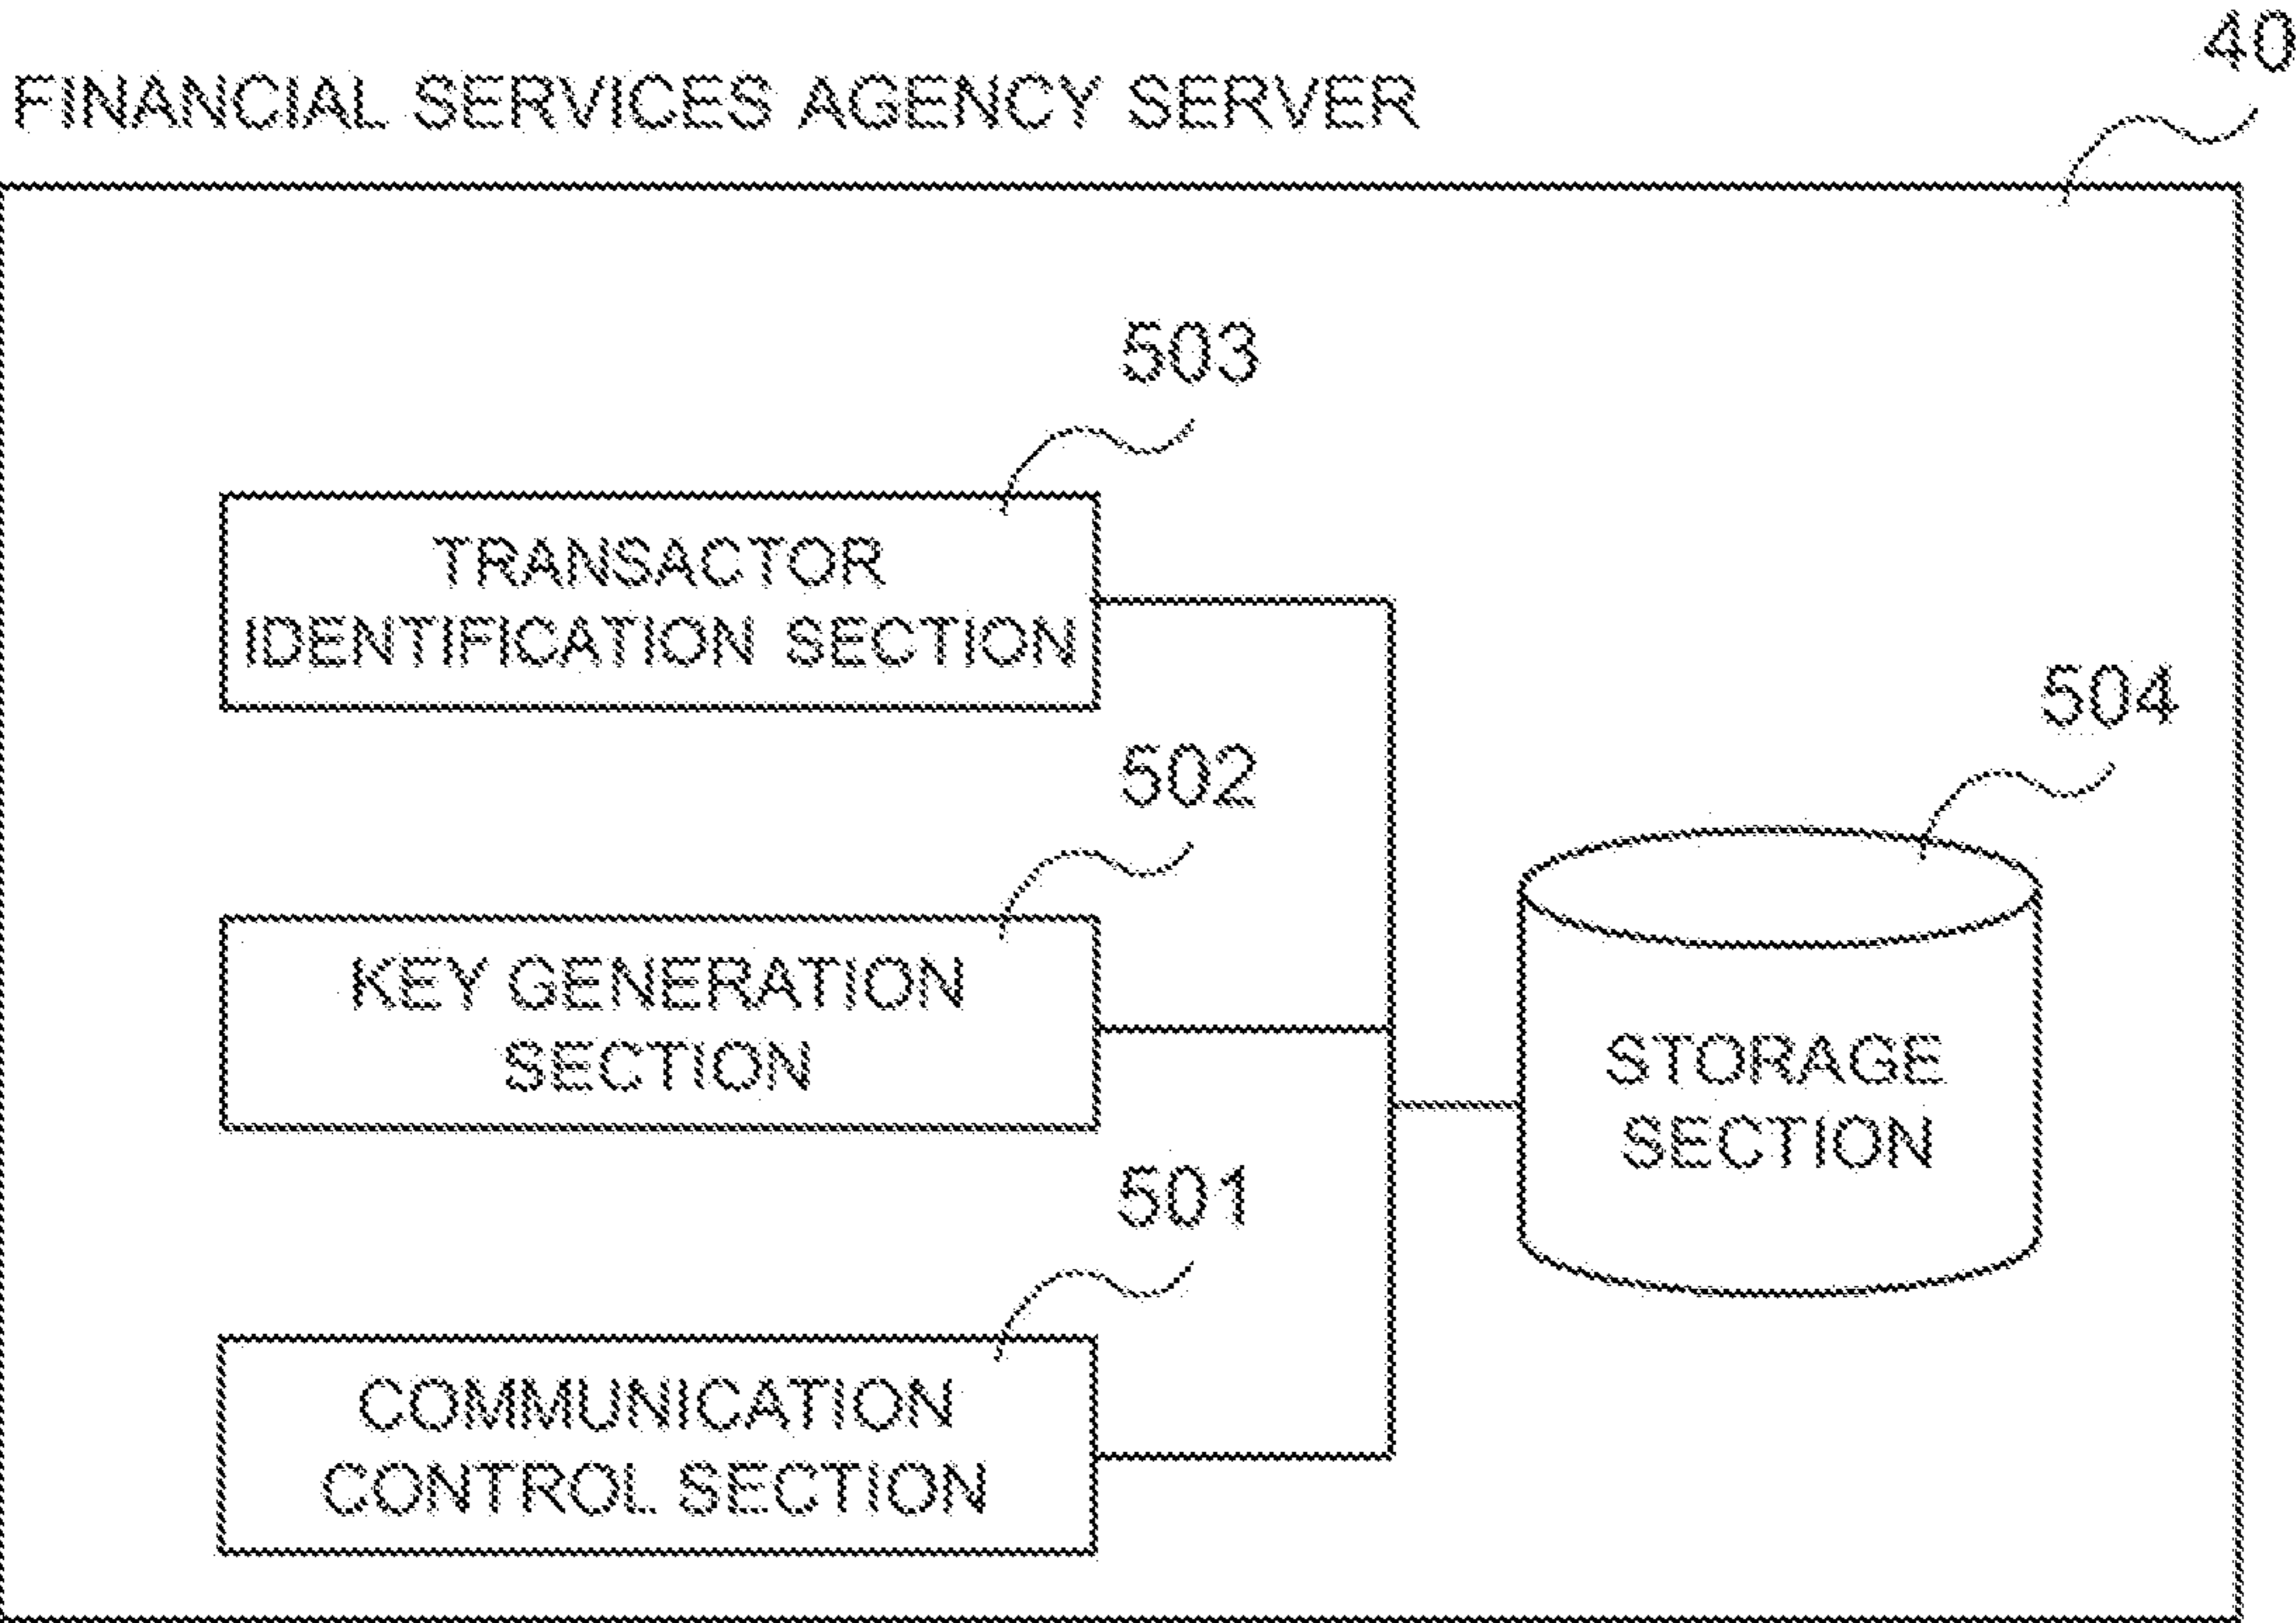 40
FINANCIAL SERVICES AGENCY SERVER
503
TRANSACTOR
IDENTIFICATION SECTION
504
502
KEY GENERATION
SECTION
STORAGE
SECTION
501
COMMUNICATION
CONTROL SECTION